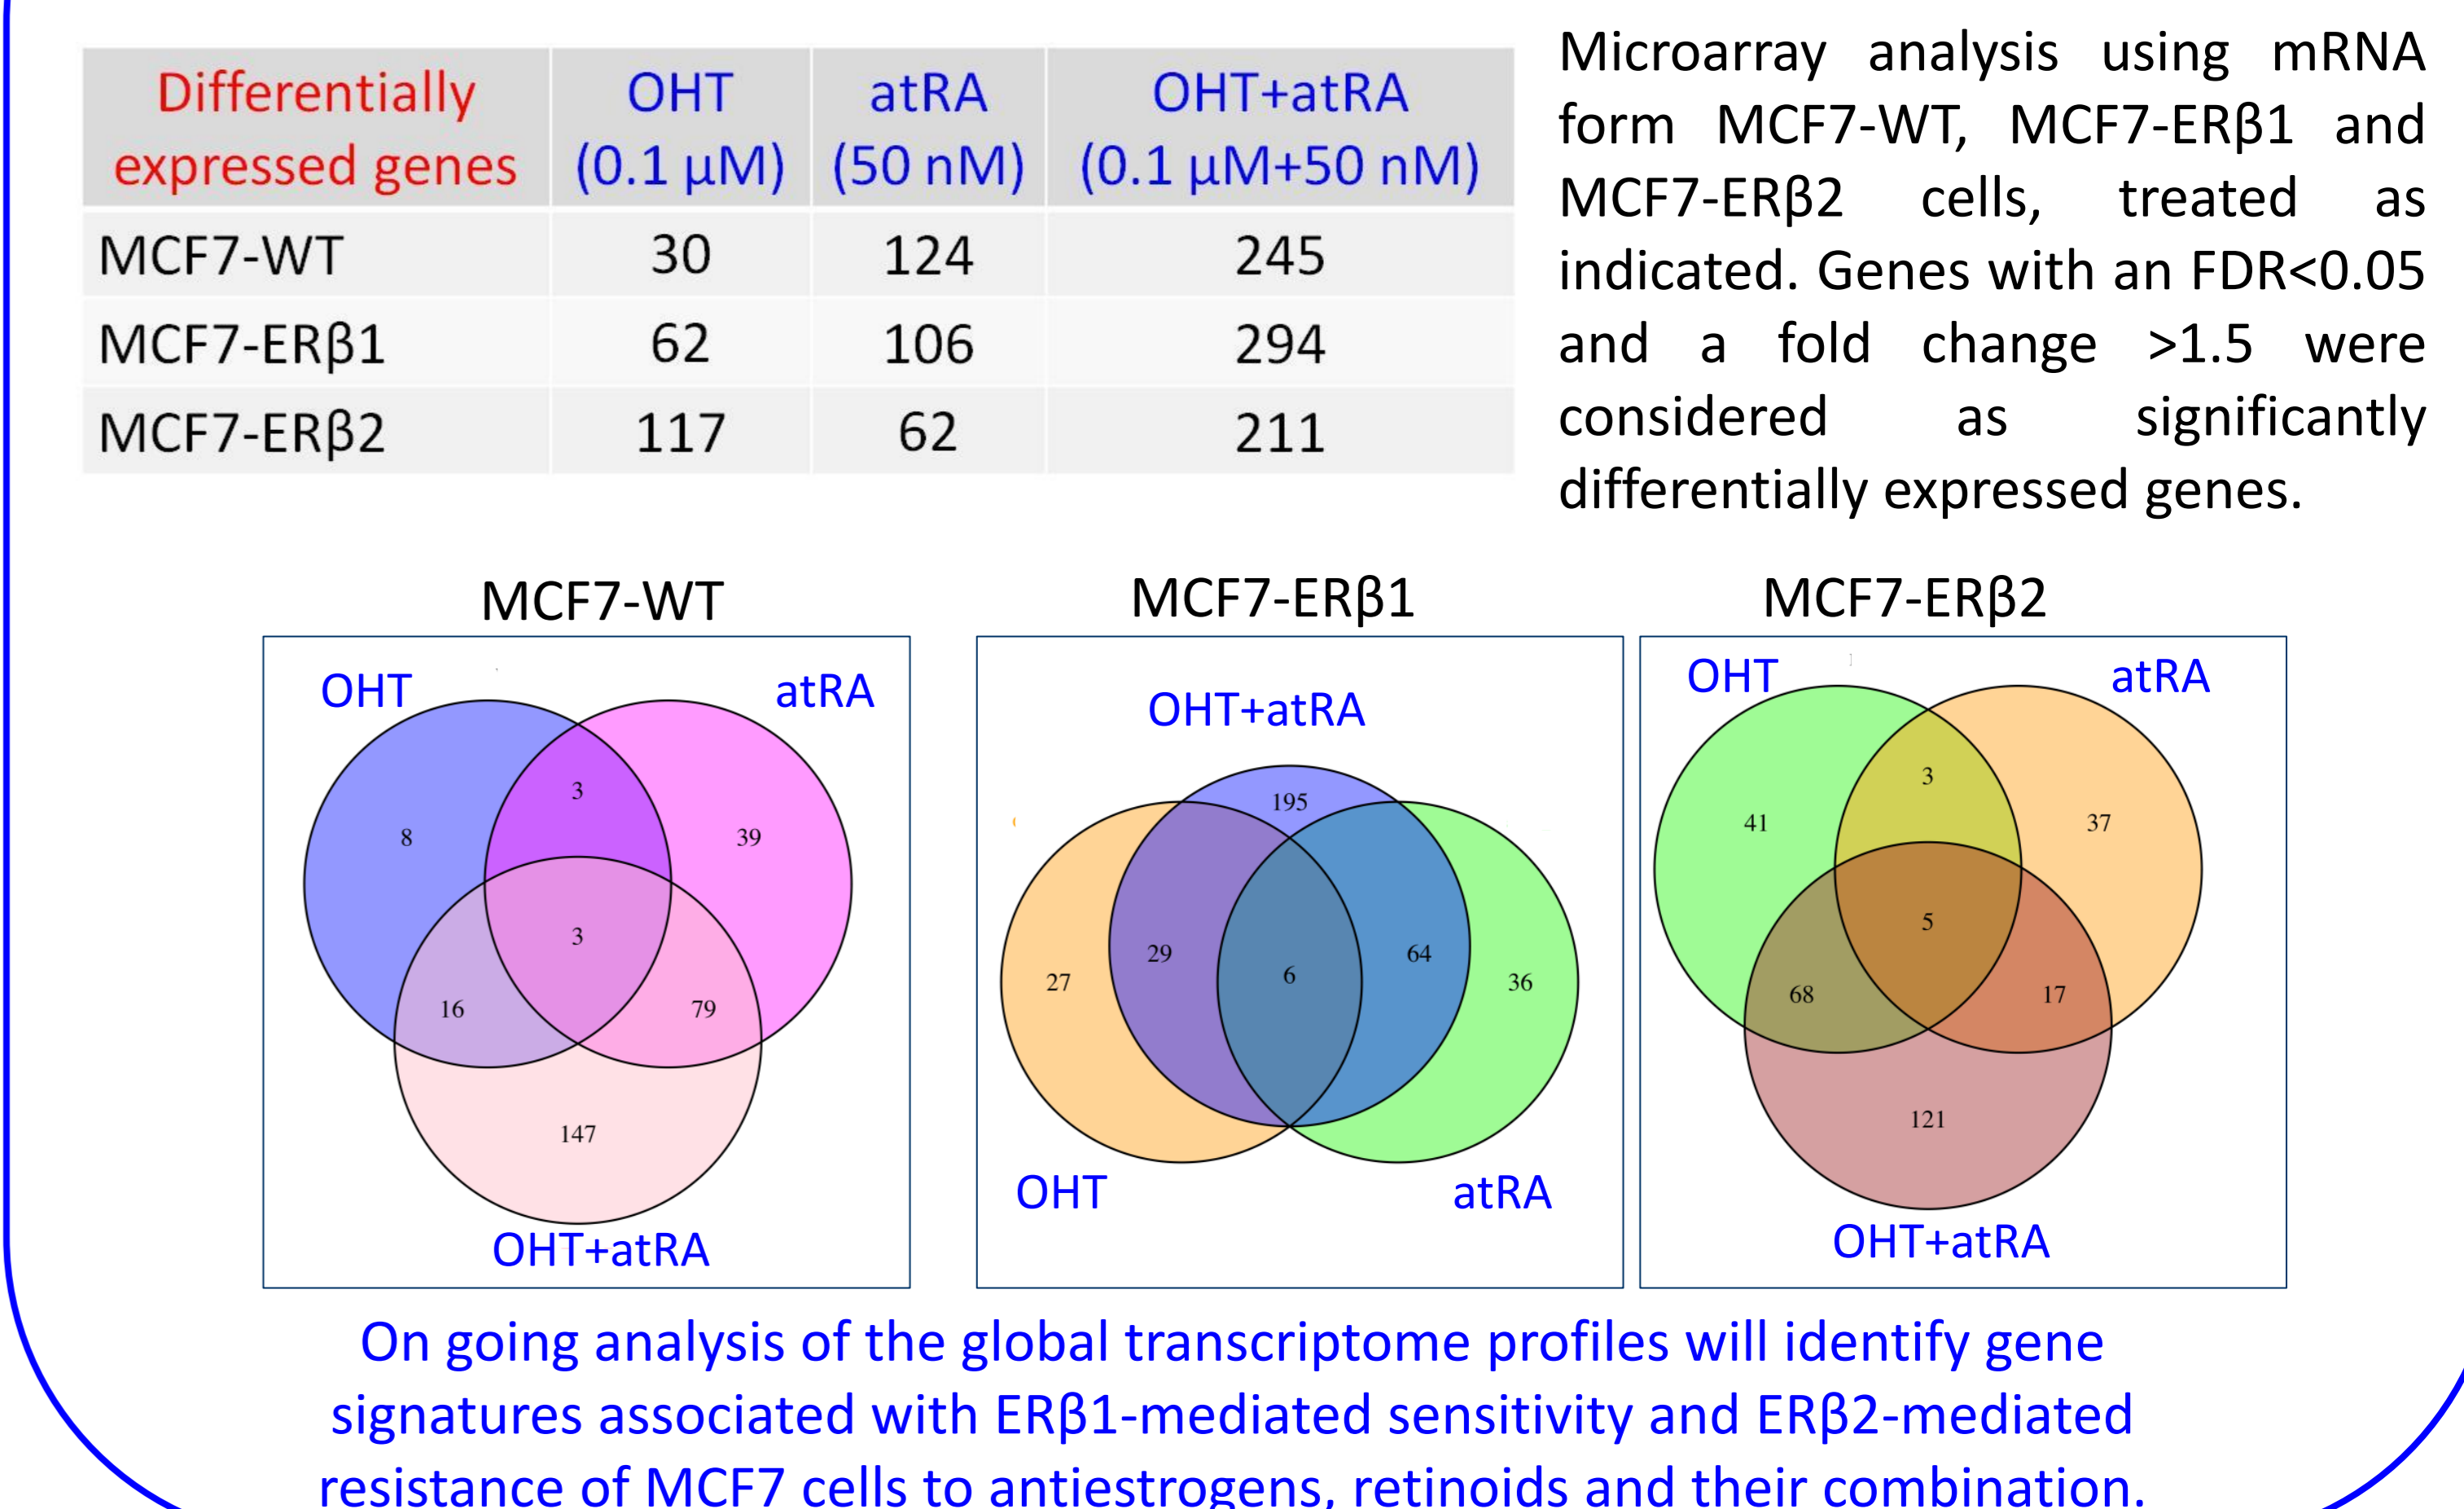 Differentially expressed genes
OHT (0.1 µM)
atRA (50 nM)
OHT+atRA (0.1 µM+50 nM)
MCF7-WT 30 124 245
MCF7-ERβ1 62 106 294
MCF7-ERβ2 117 62 211
Microarray analysis using mRNA
form MCF7-WT, MCF7-ERβ1 and
MCF7-ERβ2 cells, treated as
indicated. Genes with an FDR<0.05
and a fold change >1.5 were
considered as significantly
differentially expressed genes.
MCF7-WT
OHT
atRA
3
8
39
3
16
79
147
OHT+atRA
MCF7-ERβ1
OHT+atRA
195
29
64
27
6
36
OHT
atRA
MCF7-ERβ2
OHT
atRA
3
41
37
5
68
17
121
OHT+atRA
On going analysis of the global transcriptome profiles will identify gene
signatures associated with ERβ1-mediated sensitivity and ERβ2-mediated
resistance of MCF7 cells to antiestrogens, retinoids and their combination.